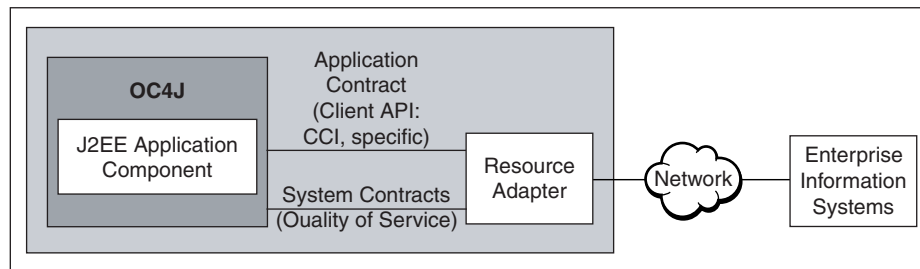 OC4J
J2EE Application
Component
Application
Contract
(Client API:
CCI, specific)
System Contracts
(Ouality of Service)
Resource
Adapter
Network
Enterprise
Information
Systems